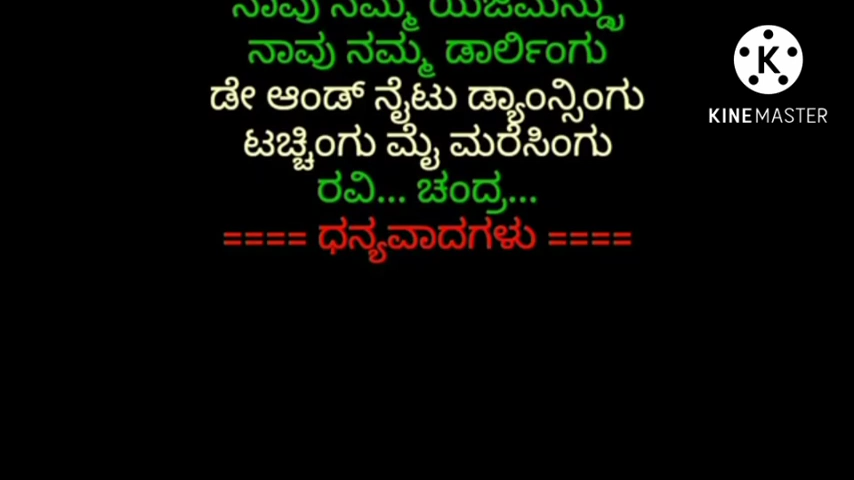 ನಾವು ನಮ್ಮ
ನಾವು ನಮ್ಮ ಡಾರ್ಲಿಂಗು
ಡೇ ಆಂಡ್ ನೈಟು ಡ್ಯಾಂನ್ಸಿಂಗು
ಟಚ್ಚಿಂಗು ಮೈ ಮರೆಸಿಂಗು
ರವಿ... ಚಂದ್ರ...
==== ಧನ್ಯವಾದಗಳು ====
K
KINEMASTER